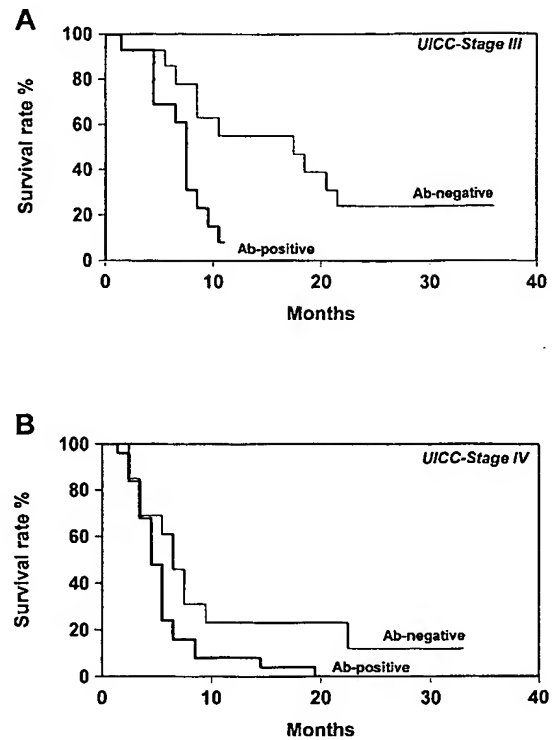 A
UICC-Stage III
Survival rate %
100
80
60
40
20
0
Ab-negative
Ab-positive
0 10 20 30 40
Months
B
UICC-Stage IV
Survival rate %
100
80
60
40
20
0
Ab-negative
Ab-positive
0 10 20 30 40
Months